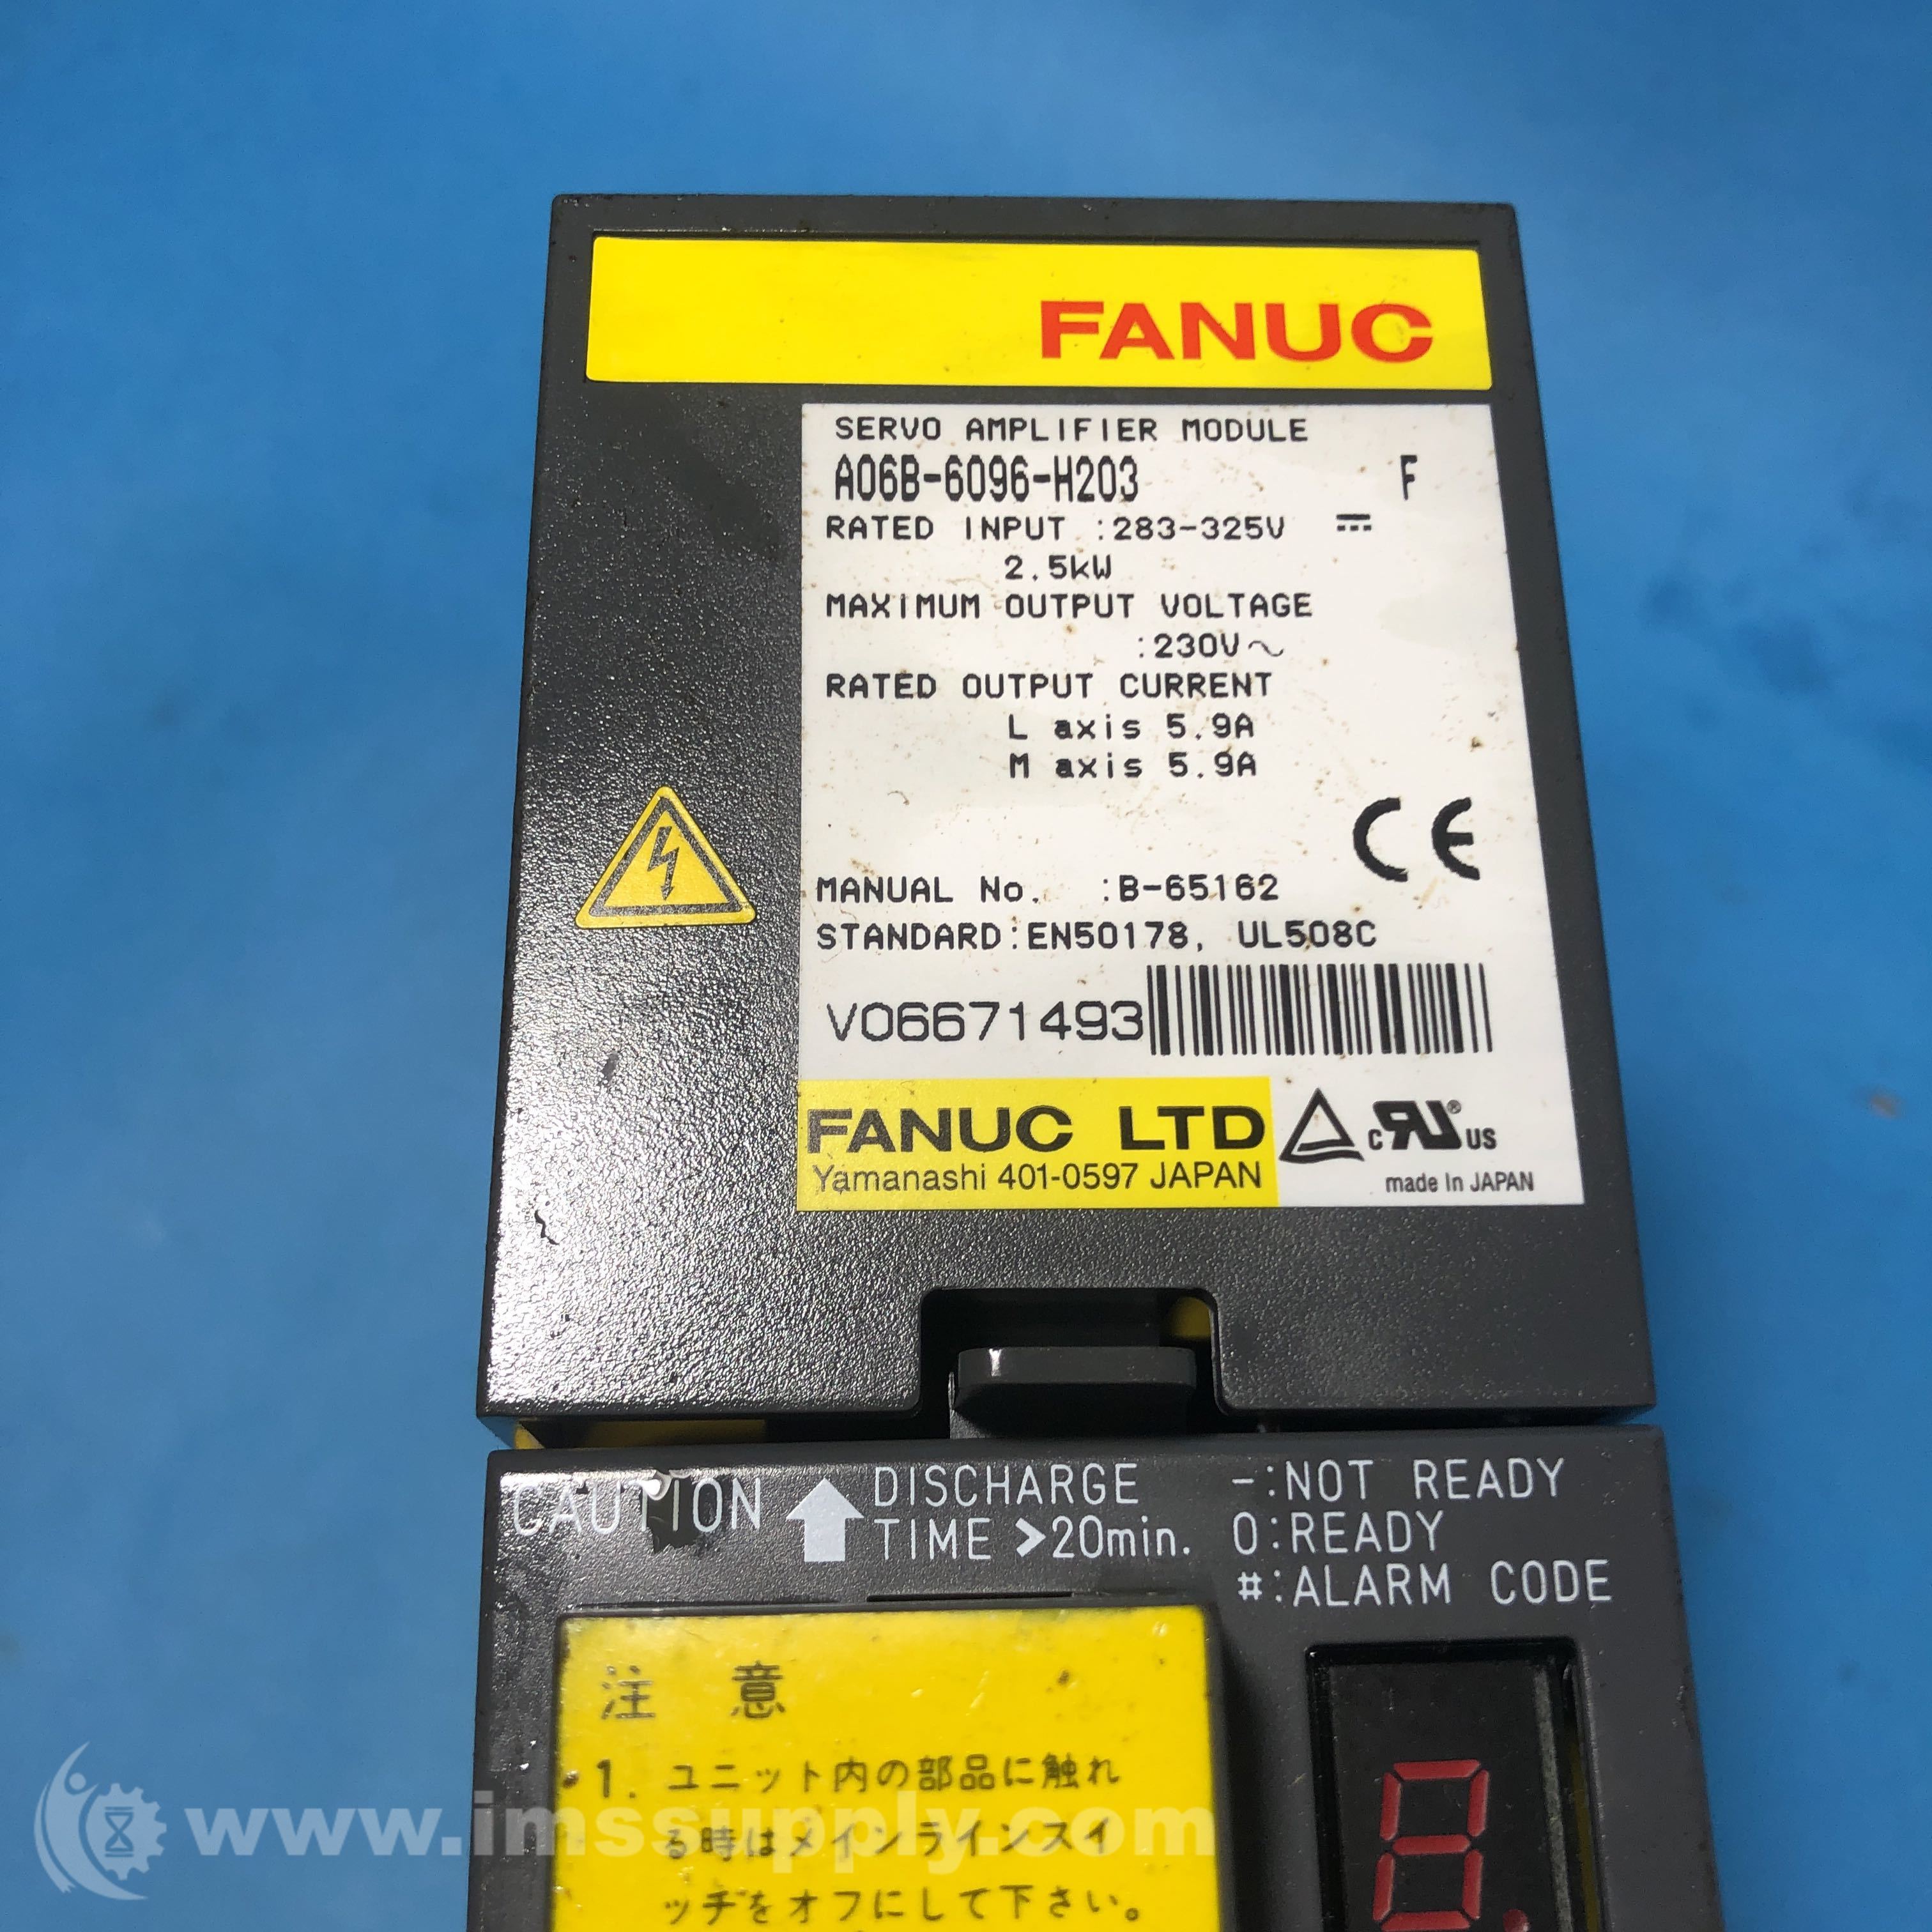 FANUC
SERVO AMPLIFIER MODULE
A06B-6096-H203 F
RATED INPUT :283-325V ⎓
2.5kW
MAXIMUM OUTPUT VOLTAGE
:230V~
RATED OUTPUT CURRENT
L axis 5.9A
M axis 5.9A
CE
MANUAL No. :B-65162
STANDARD:EN50178, UL508C
V06671493
FANUC LTD
Yamanashi 401-0597 JAPAN
c RU ® US
made In JAPAN
CAUTION
DISCHARGE
TIME >20min.
-:NOT READY
0:READY
#:ALARM CODE
注 意
1. ユニット内の部品に触れ
る時はメインラインスイ
ッチをオフにして下さい。
8.
www.imssupply.com